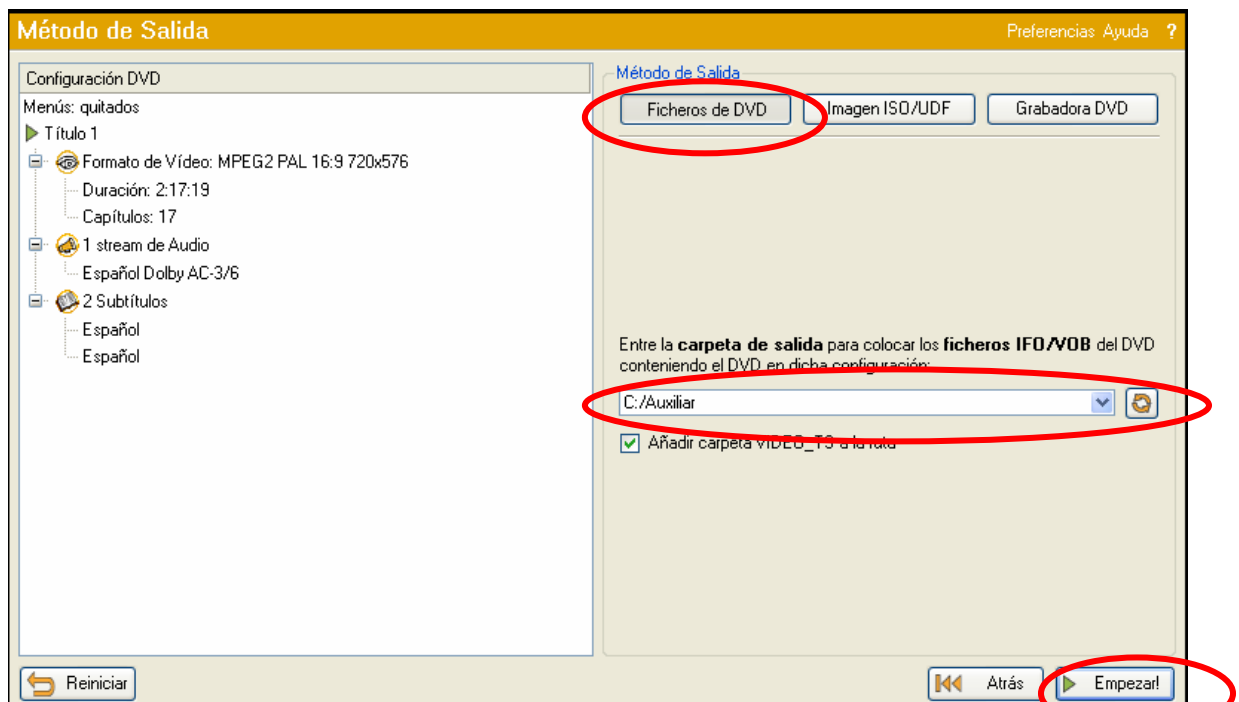 Método de Salida
Preferencias Ayuda ?
Configuración DVD
Menús: quitados
Título 1
Formato de Vídeo: MPEG2 PAL 16:9 720x576
Duración: 2:17:19
Capítulos: 17
1 stream de Audio
Español Dolby AC-3/6
2 Subtítulos
Español
Español
Método de Salida
Ficheros de DVD
Imagen ISO/UDF
Grabadora DVD
Entre la carpeta de salida para colocar los ficheros IFO/VOB del DVD
conteniendo el DVD en dicha configuración:
C:/Auxiliar
Añadir carpeta VIDEO_TS a la ruta
Reiniciar
Atrás
Empezar!